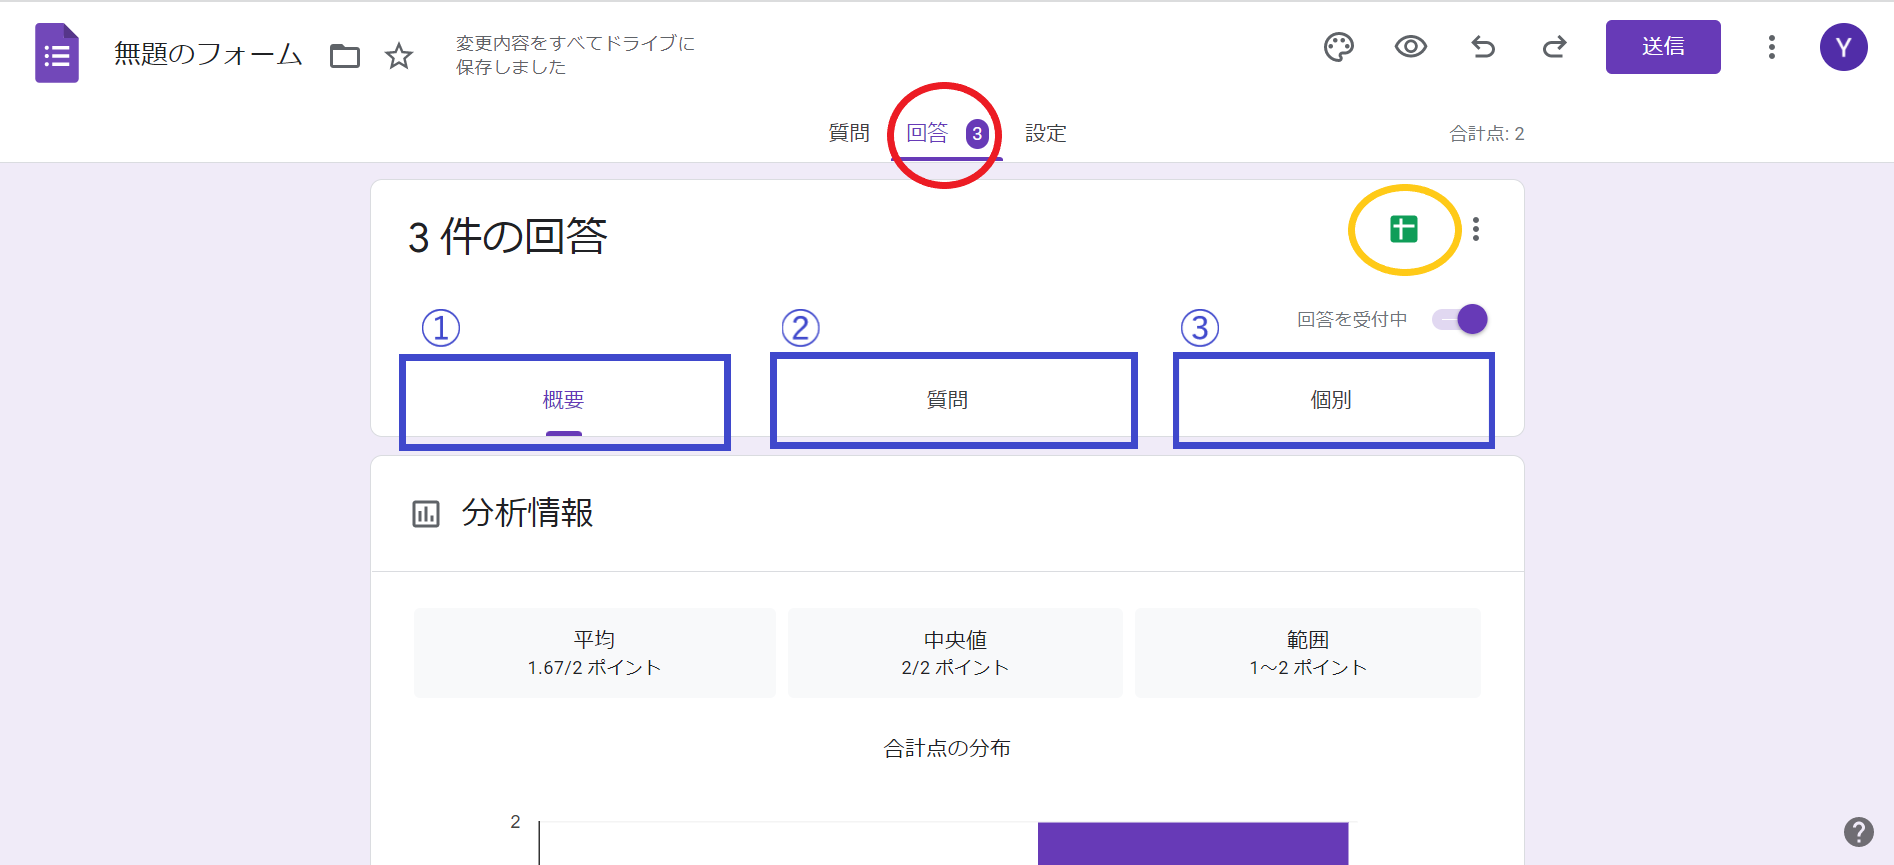 無題のフォーム
変更内容をすべてドライブに
保存しました
送信
Y
質問 回答 3 設定
合計点: 2
3 件の回答
回答を受付中
① ② ③
概要 質問 個別
分析情報
平均 中央値 範囲
1.67/2 ポイント 2/2 ポイント 1～2 ポイント
合計点の分布
2
?